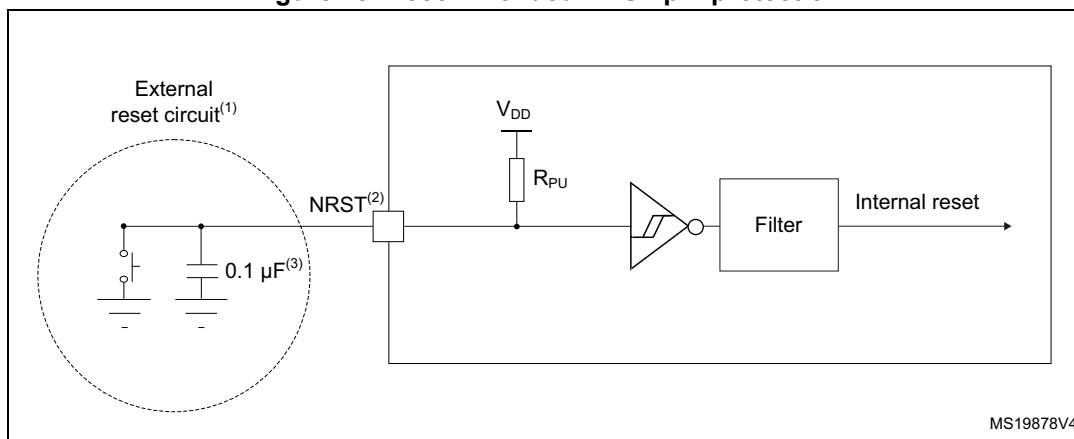 External
reset circuit(1)
VDD
RPU
NRST(2)
Filter
Internal reset
0.1 μF(3)
MS19878V4